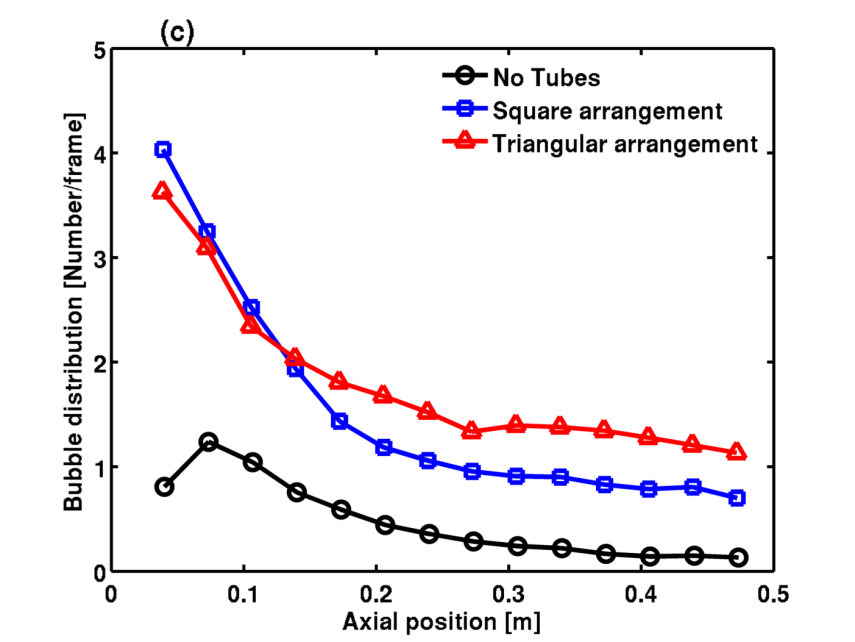 (c)
5
4
3
2
1
0
Bubble distribution [Number/frame]
No Tubes
Square arrangement
Triangular arrangement
0 0.1 0.2 0.3 0.4 0.5
Axial position [m]